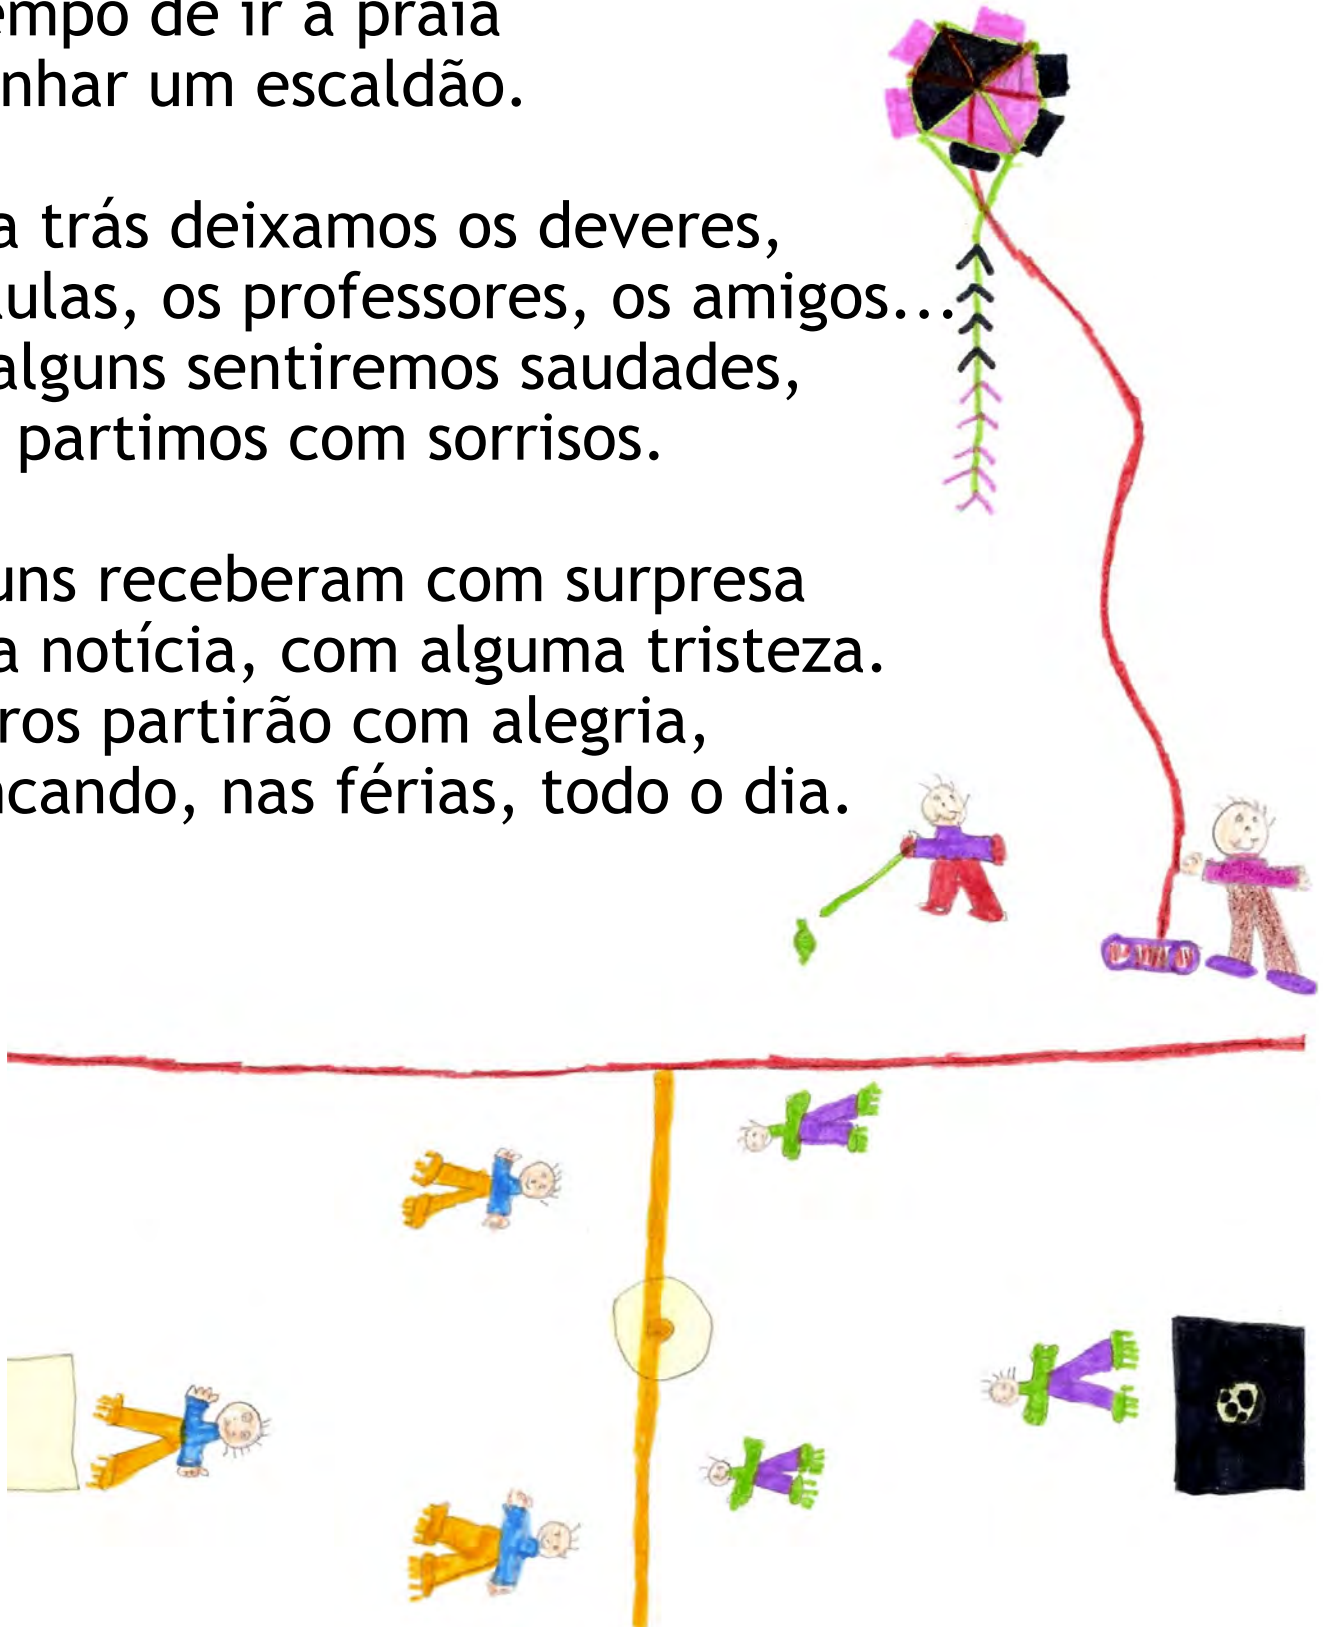 empo de ir à praia
nhar um escaldão.
a trás deixamos os deveres,
ulas, os professores, os amigos...
alguns sentiremos saudades,
partimos com sorrisos.
uns receberam com surpresa
a notícia, com alguma tristeza.
ros partirão com alegria,
ncando, nas férias, todo o dia.